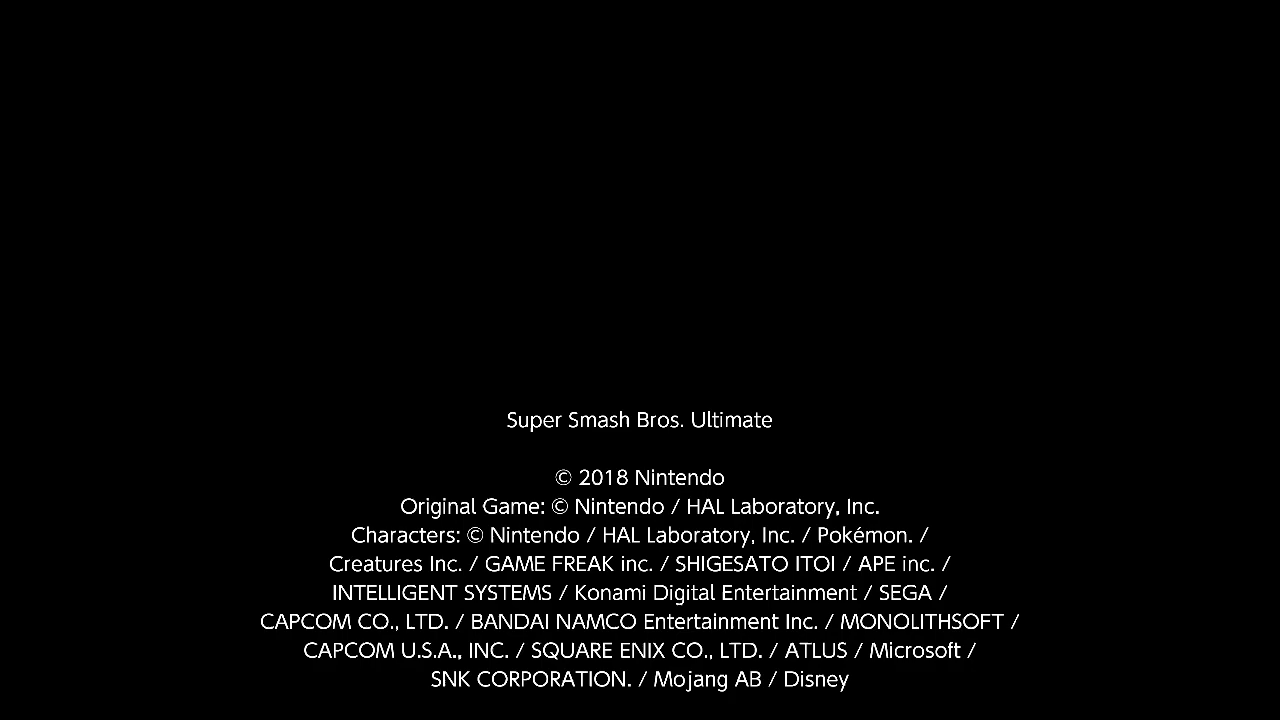 Super Smash Bros. Ultimate
© 2018 Nintendo
Original Game: © Nintendo / HAL Laboratory, Inc.
Characters: © Nintendo / HAL Laboratory, Inc. / Pokémon. /
Creatures Inc. / GAME FREAK inc. / SHIGESATO ITOI / APE inc. /
INTELLIGENT SYSTEMS / Konami Digital Entertainment / SEGA /
CAPCOM CO., LTD. / BANDAI NAMCO Entertainment Inc. / MONOLITHSOFT /
CAPCOM U.S.A., INC. / SQUARE ENIX CO., LTD. / ATLUS / Microsoft /
SNK CORPORATION. / Mojang AB / Disney